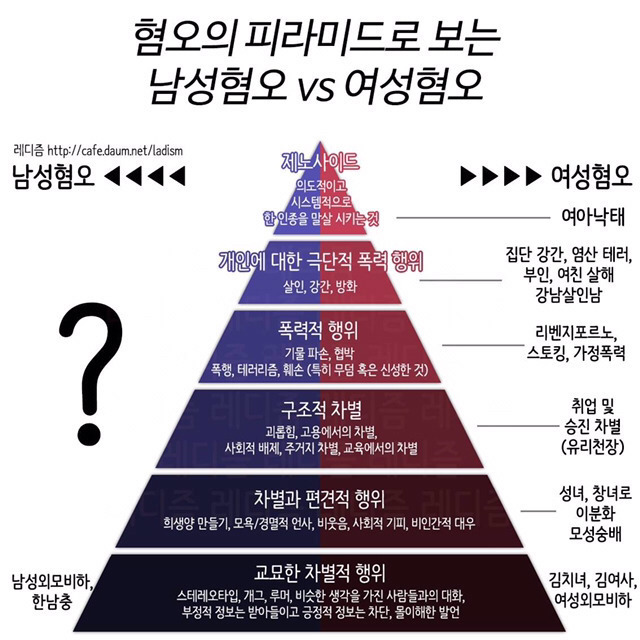 혐오의 피라미드로 보는
남성혐오 vs 여성혐오
레디즘 http://cafe.daum.net/ladism
남성혐오 ◀◀◀◀
▶▶▶▶ 여성혐오
제노사이드
의도적이고
시스템적으로
한 인종을 말살 시키는 것
여아낙태
개인에 대한 극단적 폭력 행위
살인, 강간, 방화
집단 강간, 염산 테러,
부인, 여친 살해
강남살인남
?
폭력적 행위
기물 파손, 협박
폭행, 테러리즘, 훼손 (특히 무덤 혹은 신성한 것)
리벤지포르노,
스토킹, 가정폭력
구조적 차별
괴롭힘, 고용에서의 차별,
사회적 배제, 주거지 차별, 교육에서의 차별
취업 및
승진 차별
(유리천장)
차별과 편견적 행위
희생양 만들기, 모욕/경멸적 언사, 비웃음, 사회적 기피, 비인간적 대우
성녀, 창녀로
이분화
모성숭배
교묘한 차별적 행위
스테레오타입, 개그, 루머, 비슷한 생각을 가진 사람들과의 대화,
부정적 정보는 받아들이고 긍정적 정보는 차단, 몰이해한 발언
남성외모비하,
한남충
김치녀, 김여사,
여성외모비하